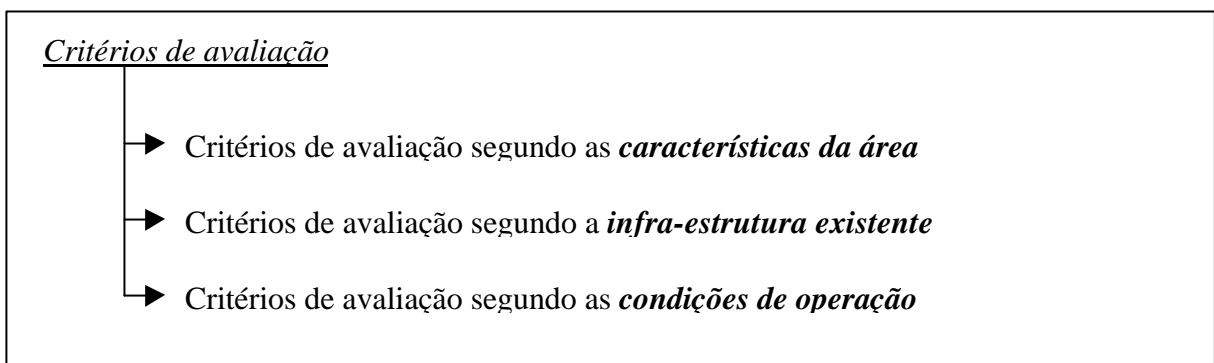 Critérios de avaliação
Critérios de avaliação segundo as características da área
Critérios de avaliação segundo a infra-estrutura existente
Critérios de avaliação segundo as condições de operação